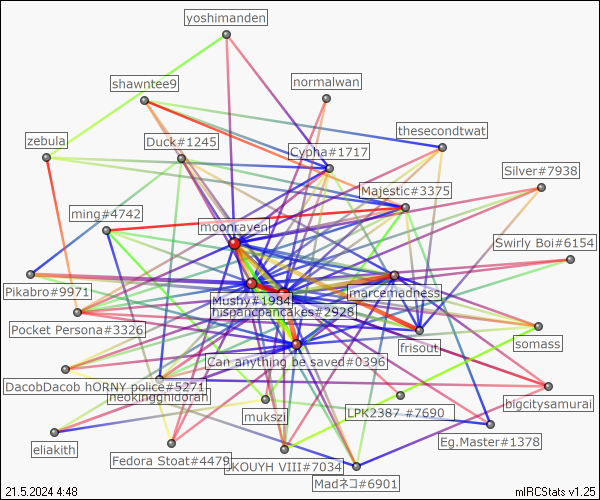 yoshimanden
shawntee9
normalwan
thesecondtwat
zebula
Duck#1245
Cypha#1717
Silver#7938
Majestic#3375
ming#4742
moonraven
Swirly Boi#6154
Pikabro#9971
marcemadness
Mushy#1984
hispancpancakes#2928
Pocket Persona#3326
somass
frisout
Can anything be saved#0396
DacobDacob hORNY police#5271
neokingghidorah
bigcitysamurai
mukszi
LPK2387 #7690
eliakith
Eg.Master#1378
Fedora Stoat#4479
JKOUYH VIII#7034
Madネコ#6901
21.5.2024 4:48
mIRCStats v1.25